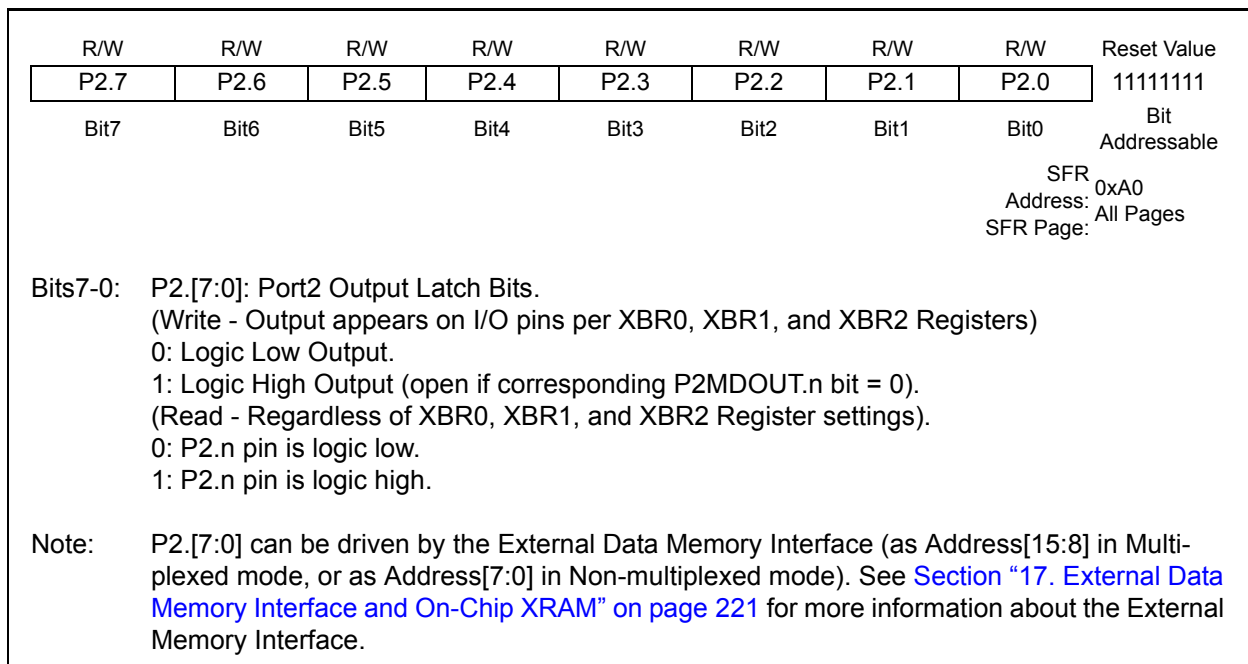 R/W R/W R/W R/W R/W R/W R/W R/W Reset Value
P2.7 P2.6 P2.5 P2.4 P2.3 P2.2 P2.1 P2.0 11111111
Bit7 Bit6 Bit5 Bit4 Bit3 Bit2 Bit1 Bit0 Bit
Addressable
SFR
Address: 0xA0
SFR Page: All Pages
Bits7-0: P2.[7:0]: Port2 Output Latch Bits.
(Write - Output appears on I/O pins per XBR0, XBR1, and XBR2 Registers)
0: Logic Low Output.
1: Logic High Output (open if corresponding P2MDOUT.n bit = 0).
(Read - Regardless of XBR0, XBR1, and XBR2 Register settings).
0: P2.n pin is logic low.
1: P2.n pin is logic high.
Note: P2.[7:0] can be driven by the External Data Memory Interface (as Address[15:8] in Multi-
plexed mode, or as Address[7:0] in Non-multiplexed mode). See Section “17. External Data
Memory Interface and On-Chip XRAM” on page 221 for more information about the External
Memory Interface.